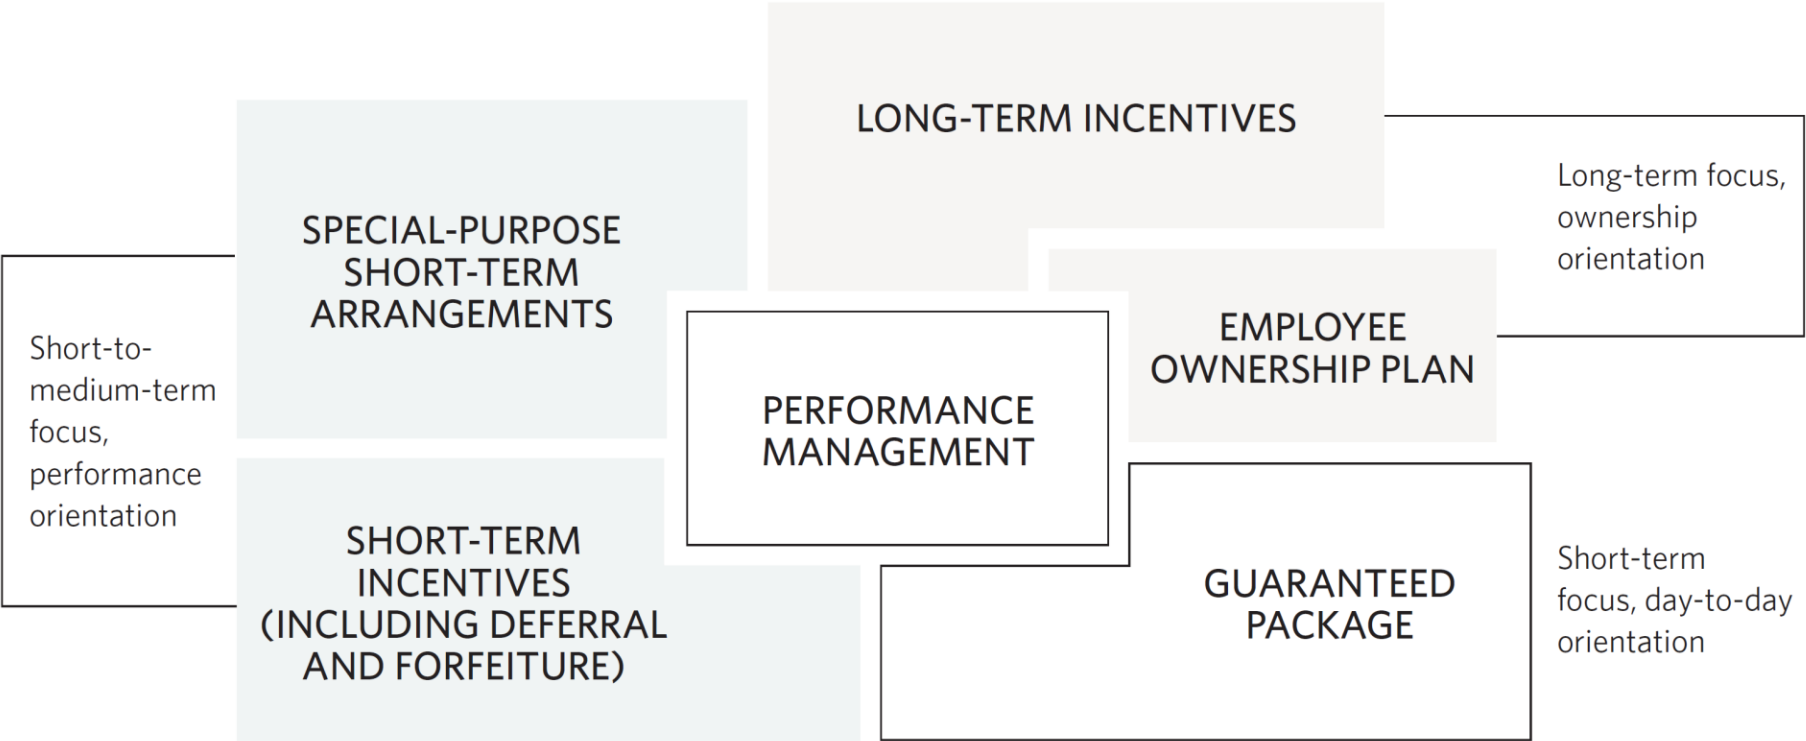 LONG-TERM INCENTIVES
Long-term focus,
ownership
orientation
SPECIAL-PURPOSE
SHORT-TERM
ARRANGEMENTS
Short-to-
medium-term
focus,
performance
orientation
EMPLOYEE
OWNERSHIP PLAN
PERFORMANCE
MANAGEMENT
SHORT-TERM
INCENTIVES
(INCLUDING DEFERRAL
AND FORFEITURE)
GUARANTEED
PACKAGE
Short-term
focus, day-to-day
orientation